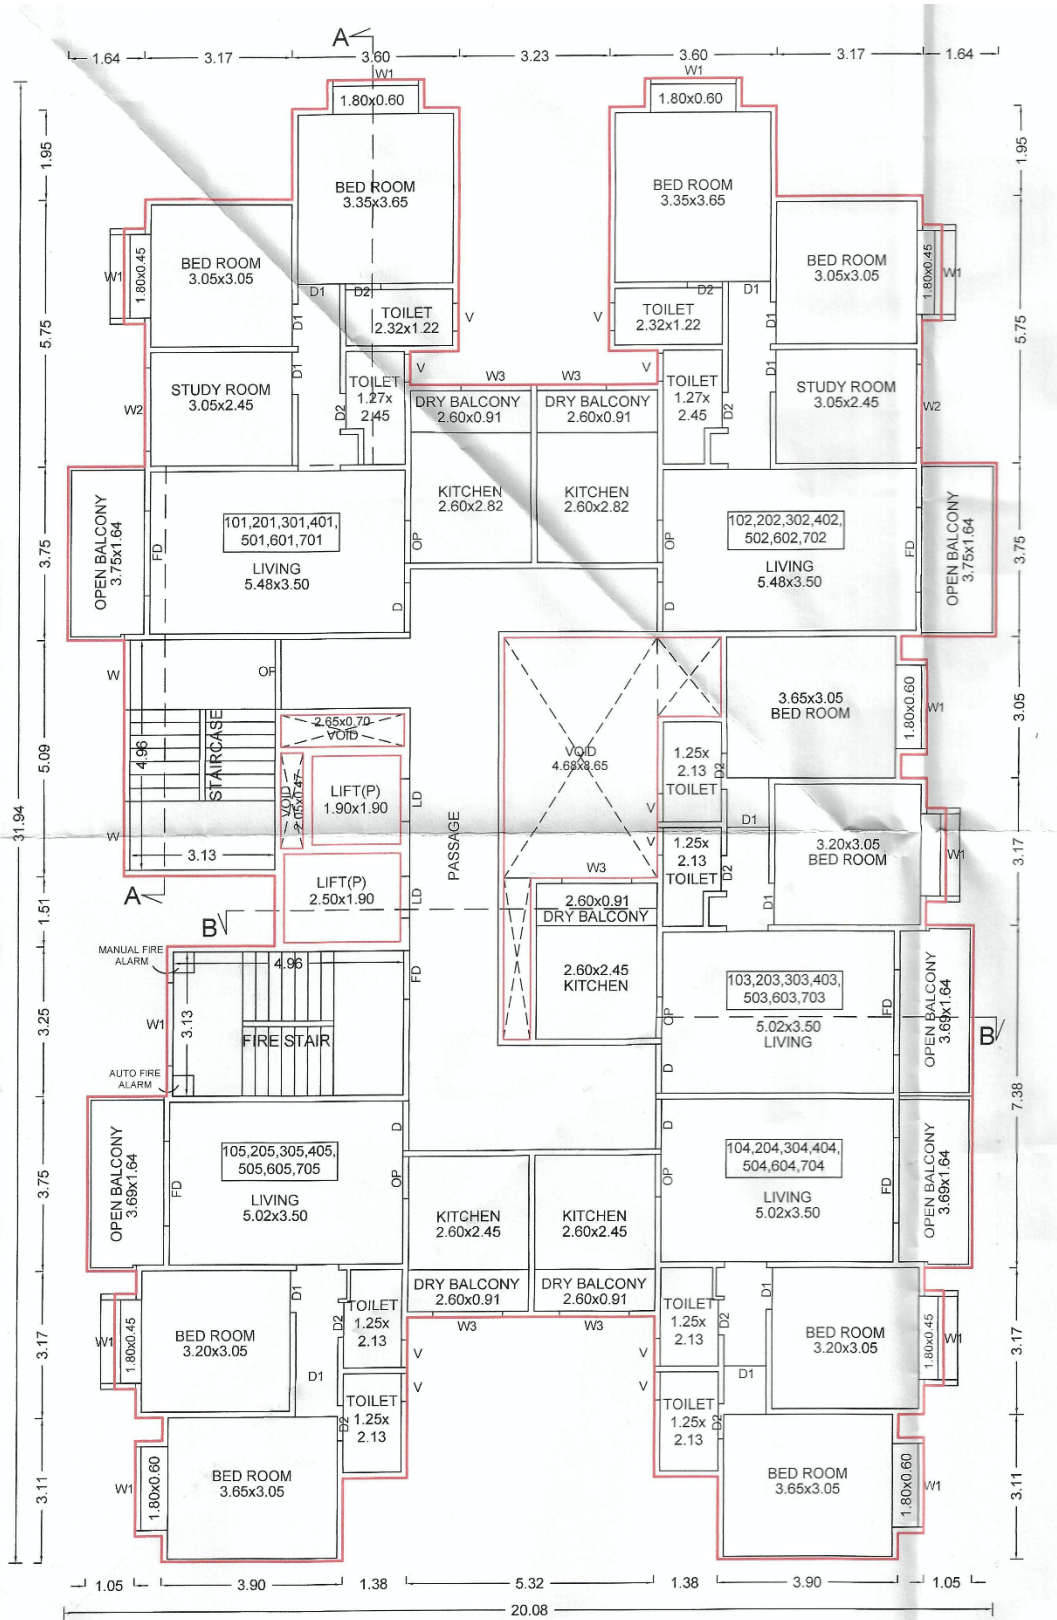 A
1.64
3.17
3.60
3.23
3.60
3.17
1.64
W1
W1
1.80x0.60
1.80x0.60
1.95
1.95
BED ROOM
3.35x3.65
BED ROOM
3.35x3.65
BED ROOM
3.05x3.05
BED ROOM
3.05x3.05
W1
1.80x0.45
1.80x0.45
W1
D1
D2
D2
D1
TOILET
2.32x1.22
TOILET
2.32x1.22
V
V
D1
D1
5.75
5.75
V
W3
W3
V
D1
D1
STUDY ROOM
3.05x2.45
STUDY ROOM
3.05x2.45
TOILET
1.27x
2.45
TOILET
1.27x
2.45
DRY BALCONY
2.60x0.91
DRY BALCONY
2.60x0.91
W2
D2
D2
W2
KITCHEN
2.60x2.82
KITCHEN
2.60x2.82
OPEN BALCONY
3.75x1.64
101,201,301,401,
501,601,701
LIVING
5.48x3.50
FD
OP
D
102,202,302,402,
502,602,702
LIVING
5.48x3.50
OP
D
FD
OPEN BALCONY
3.75x1.64
3.75
3.75
W
OP
4.96
STAIRCASE
2.65x0.70
VOID
VOID
2.05x0.47
LIFT(P)
1.90x1.90
LD
VOID
4.68x8.65
3.65x3.05
BED ROOM
1.80x0.60
W1
3.05
1.25x
2.13
TOILET
D2
V
5.09
31.94
W
3.13
PASSAGE
V
D1
1.25x
2.13
TOILET
D2
3.20x3.05
BED ROOM
D1
W1
3.17
W3
A
LIFT(P)
2.50x1.90
LD
B
1.51
2.60x0.91
DRY BALCONY
2.60x2.45
KITCHEN
MANUAL FIRE
ALARM
4.96
3.13
W1
FIRE STAIR
FD
AUTO FIRE
ALARM
3.25
103,203,303,403,
503,603,703
5.02x3.50
LIVING
OP
D
FD
OPEN BALCONY
3.69x1.64
B
7.38
OPEN BALCONY
3.69x1.64
105,205,305,405,
505,605,705
LIVING
5.02x3.50
FD
D
OP
104,204,304,404,
504,604,704
LIVING
5.02x3.50
D
OP
FD
OPEN BALCONY
3.69x1.64
3.75
KITCHEN
2.60x2.45
KITCHEN
2.60x2.45
DRY BALCONY
2.60x0.91
DRY BALCONY
2.60x0.91
W3
W3
D1
TOILET
1.25x
2.13
D2
TOILET
1.25x
2.13
D2
D1
W1
1.80x0.45
BED ROOM
3.20x3.05
BED ROOM
3.20x3.05
1.80x0.45
W1
3.17
3.17
V
V
D1
V
V
D1
TOILET
1.25x
2.13
D2
TOILET
1.25x
2.13
D2
W1
1.80x0.60
BED ROOM
3.65x3.05
BED ROOM
3.65x3.05
1.80x0.60
W1
3.11
3.11
1.05
3.90
1.38
5.32
1.38
3.90
1.05
20.08